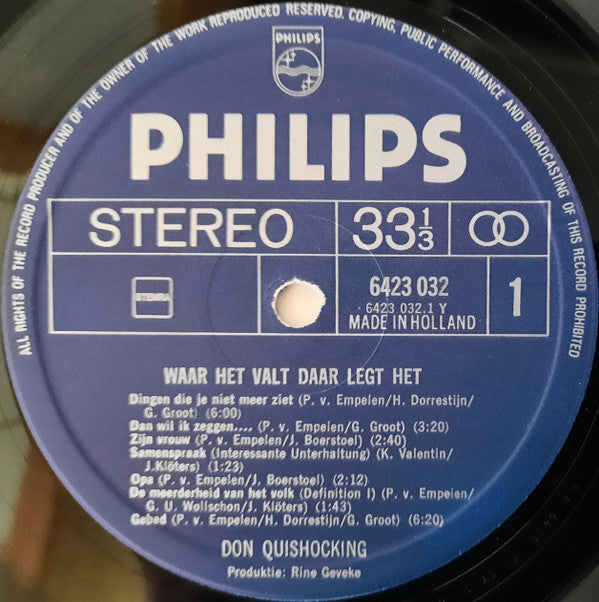 ALL RIGHTS OF THE RECORD PRODUCER AND OF THE OWNER OF THE WORK REPRODUCED RESERVED. COPYING, PUBLIC PERFORMANCE AND BROADCASTING OF THIS RECORD PROHIBITED
PHILIPS
PHILIPS
STEREO 33 1/3
STEMRA 6423 032 1
6423 032.1 Y
MADE IN HOLLAND
WAAR HET VALT DAAR LEGT HET
Dingen die je niet meer ziet (P. v. Empelen/H. Dorrestijn/
G. Groot) (6:00)
Dan wil ik zeggen.... (P. v. Empelen/G. Groot) (3:20)
Zijn vrouw (P. v. Empelen/J. Boerstoel) (2:40)
Samenspraak (Interessante Unterhaltung) (K. Valentin/
J.Klöters) (1:23)
Opa (P. v. Empelen/J. Boerstoel) (2:12)
De meerderheid van het volk (Definition I) (P. v. Empelen/
G. U. Wollschon/J. Klöters) (1:43)
Gebed (P. v. Empelen/H. Dorrestijn/G. Groot) (6:20)
DON QUISHOCKING
Produktie: Rine Geveke